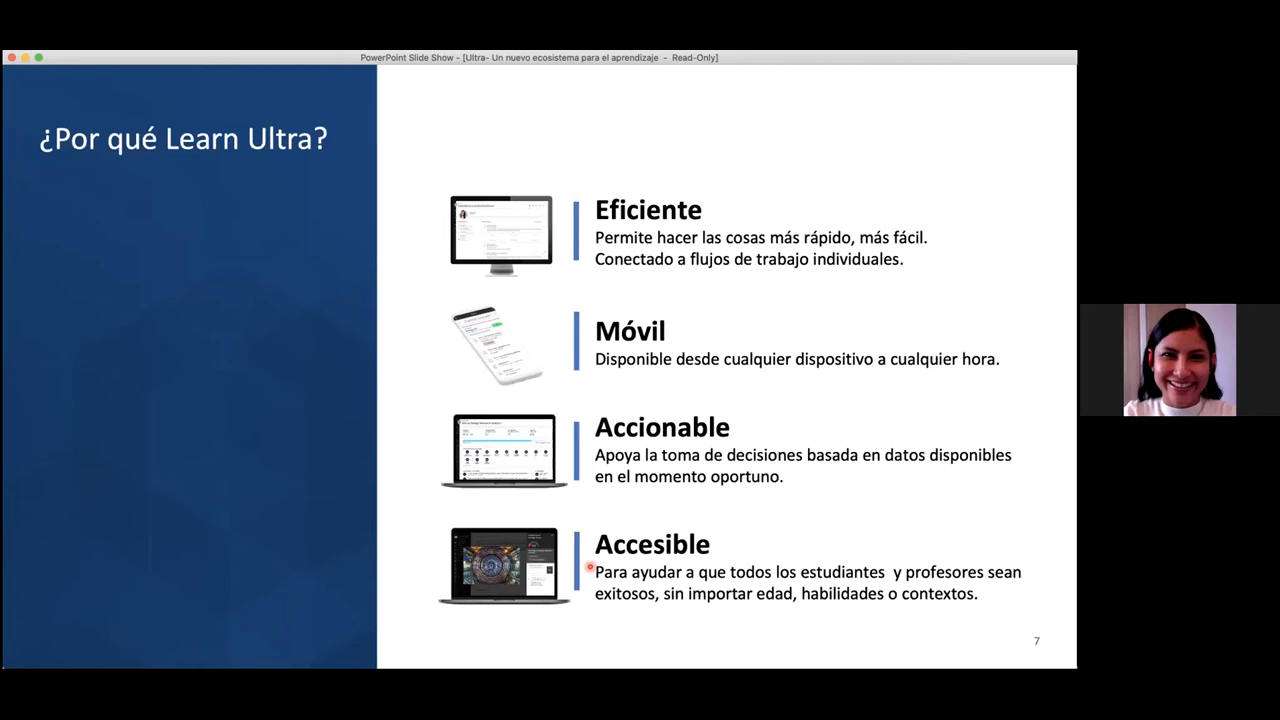 PowerPoint Slide Show - [Ultra- Un nuevo ecosistema para el aprendizaje - Read-Only]
¿Por qué Learn Ultra?
Eficiente
Permite hacer las cosas más rápido, más fácil.
Conectado a flujos de trabajo individuales.
Móvil
Disponible desde cualquier dispositivo a cualquier hora.
Accionable
Apoya la toma de decisiones basada en datos disponibles
en el momento oportuno.
Accesible
Para ayudar a que todos los estudiantes  y profesores sean
exitosos, sin importar edad, habilidades o contextos.
7